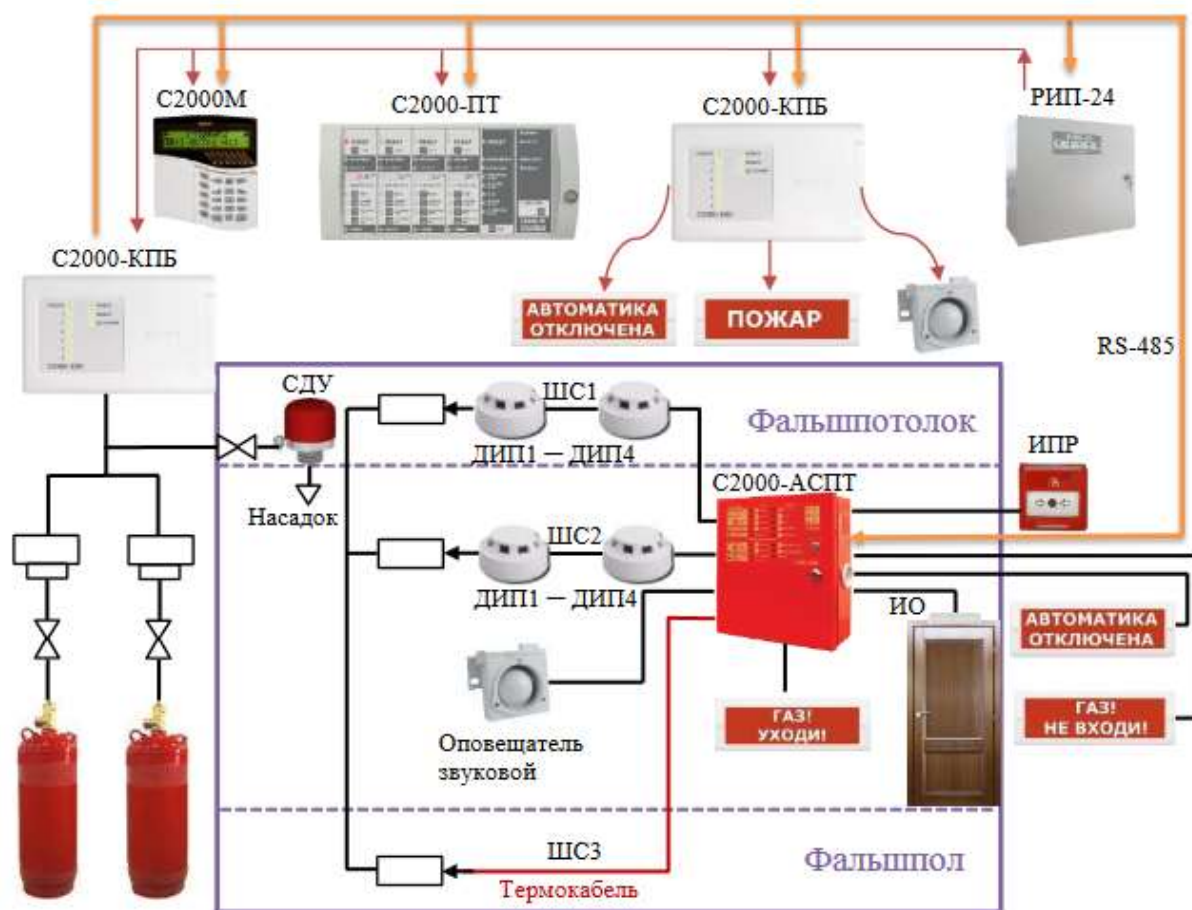 С2000М
С2000-ПТ
С2000-КПБ
РИП-24
С2000-КПБ
АВТОМАТИКА
ОТКЛЮЧЕНА
ПОЖАР
RS-485
СДУ
ШС1
Фальшпотолок
ДИП1 — ДИП4
ИПР
С2000-АСПТ
Насадок
ШС2
ДИП1 — ДИП4
ИО
АВТОМАТИКА
ОТКЛЮЧЕНА
ГАЗ!
УХОДИ!
ГАЗ!
НЕ ВХОДИ!
Оповещатель
звуковой
ШС3
Термокабель
Фальшпол